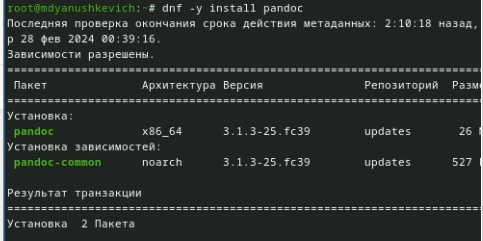 root@mdyanushkevich:~# dnf -y install pandoc
Последняя проверка окончания срока действия метаданных: 2:10:18 назад,
р 28 фев 2024 00:39:16.
Зависимости разрешены.
================================================================
Пакет Архитектура Версия Репозиторий Разме
================================================================
Установка:
pandoc x86_64 3.1.3-25.fc39 updates 26
Установка зависимостей:
pandoc-common noarch 3.1.3-25.fc39 updates 527
Результат транзакции
================================================================
Установка 2 Пакета